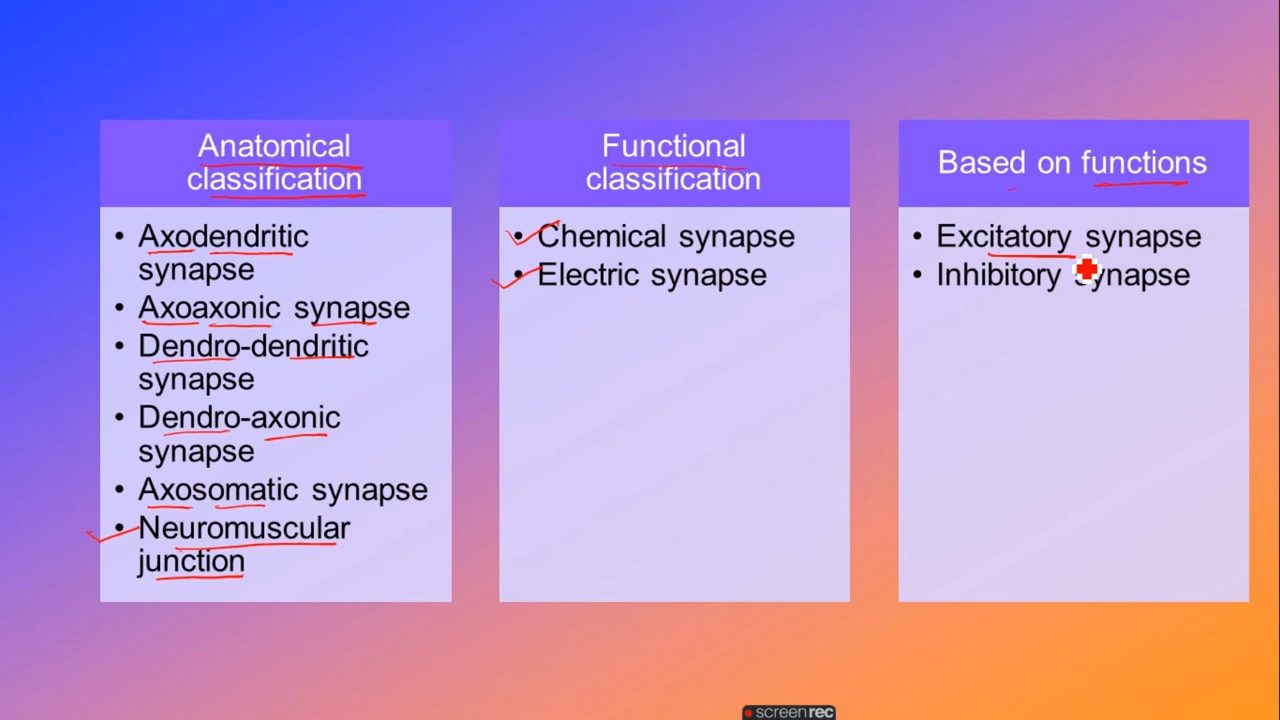 Anatomical
classification
• Axodendritic
synapse
• Axoaxonic synapse
• Dendro-dendritic
synapse
• Dendro-axonic
synapse
• Axosomatic synapse
• Neuromuscular
junction
Functional
classification
• Chemical synapse
• Electric synapse
Based on functions
• Excitatory synapse
• Inhibitory synapse
screenrec